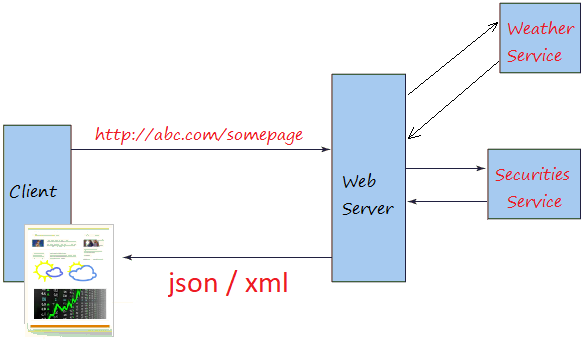 Weather
Service
http://abc.com/somepage
Client
Web
Server
Securities
Service
json / xml